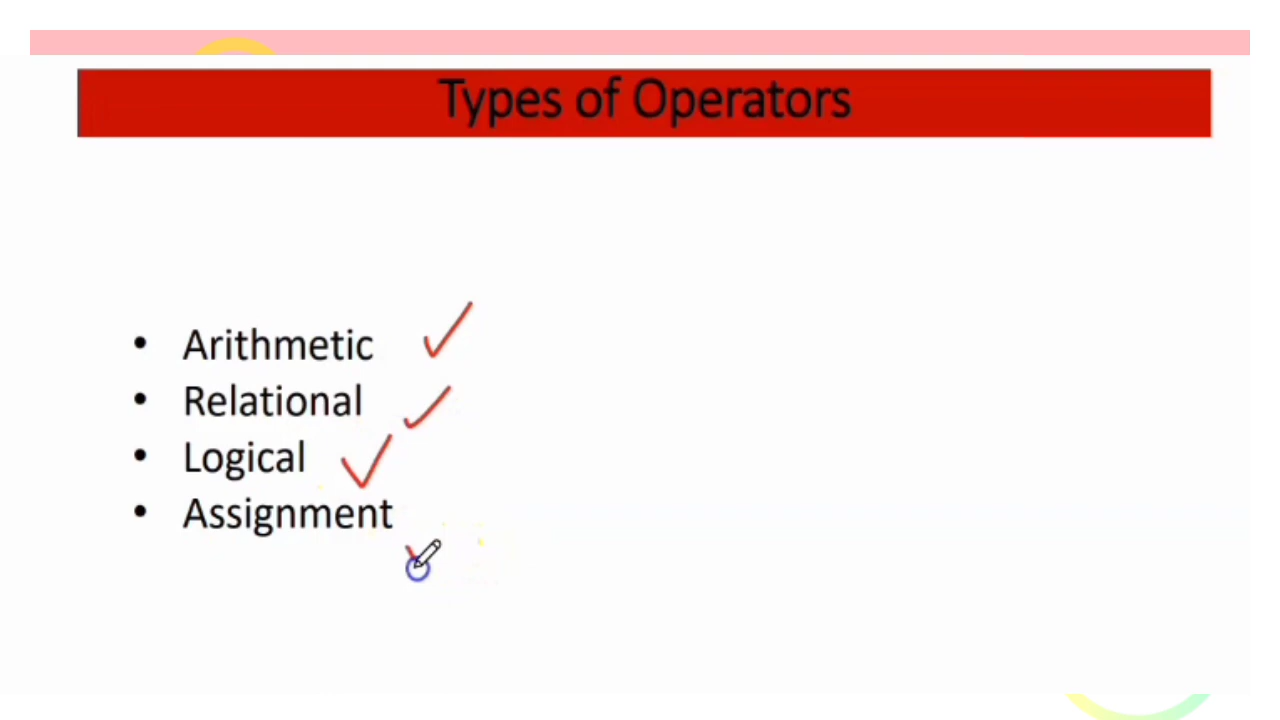 Types of Operators
• Arithmetic
• Relational
• Logical
• Assignment